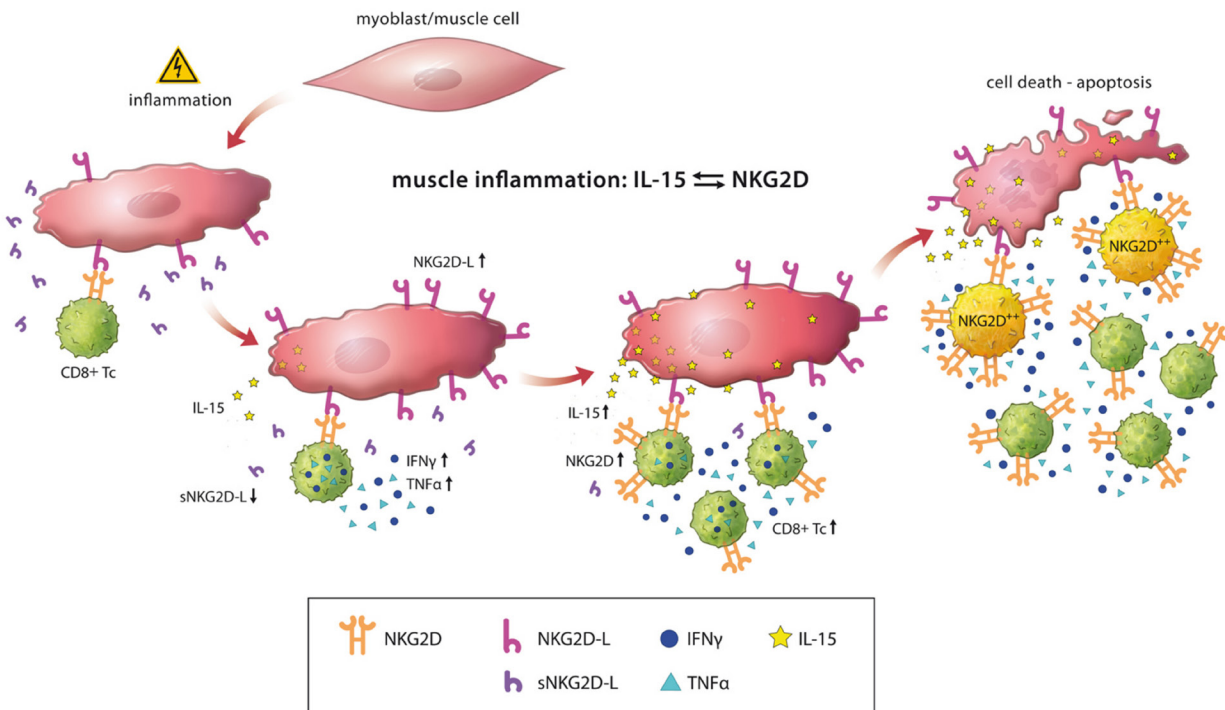 myoblast/muscle cell
inflammation
cell death - apoptosis
muscle inflammation: IL-15 ⇆ NKG2D
NKG2D++
NKG2D-L ↑
NKG2D++
CD8+ Tc
IL-15
IL-15 ↑
IFNγ ↑
NKG2D ↑
TNFα ↑
sNKG2D-L ↓
CD8+ Tc ↑
NKG2D
NKG2D-L
IFNγ
IL-15
sNKG2D-L
TNFα